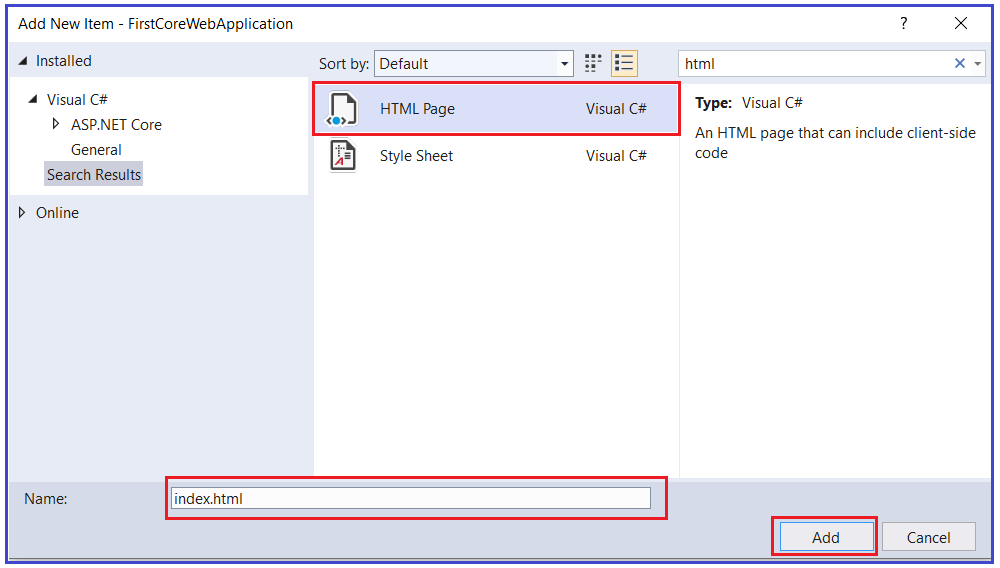 Add New Item - FirstCoreWebApplication
?
Installed
Sort by: Default
html
Visual C#
ASP.NET Core
General
Search Results
Online
HTML Page Visual C#
Style Sheet Visual C#
Type: Visual C#
An HTML page that can include client-side
code
Name: index.html
Add Cancel